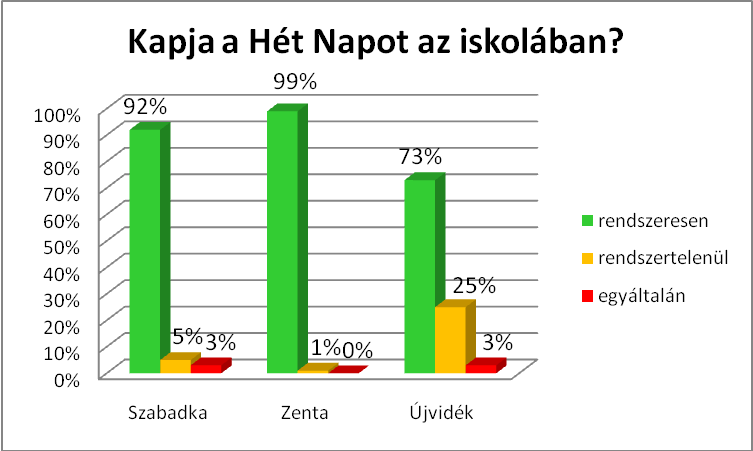 Kapja a Hét Napot az iskolában?
100%
90%
80%
70%
60%
50%
40%
30%
20%
10%
0%
92%
5%
3%
99%
1%
0%
73%
25%
3%
Szabadka
Zenta
Újvidék
rendszeresen
rendszertelenül
egyáltalán